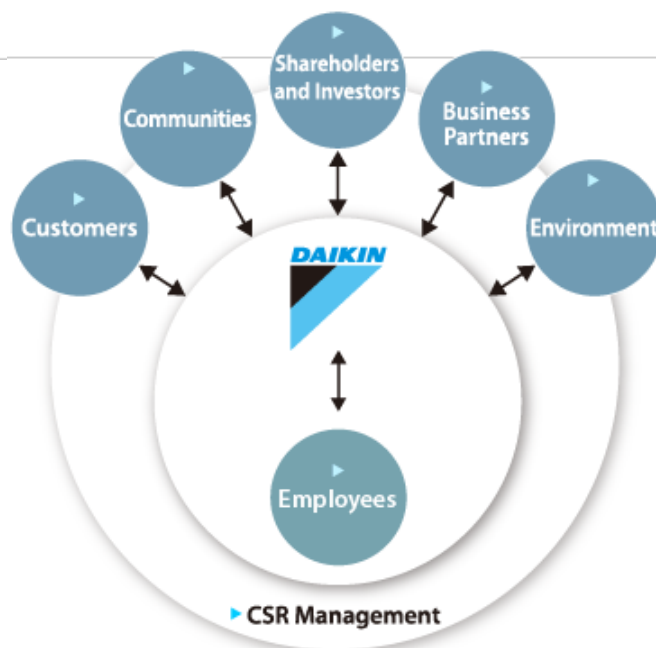 Shareholders
and Investors
Communities
Business
Partners
Customers
Environment
DAIKIN
Employees
CSR Management